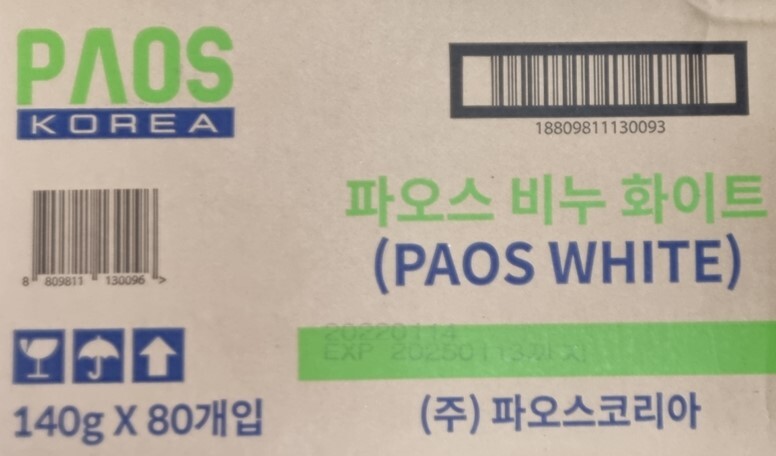 PAOS
KOREA
18809811130093
파오스 비누 화이트
(PAOS WHITE)
8 809811 130096 >
20220114
EXP 20250113까지
140g X 80개입
(주) 파오스코리아